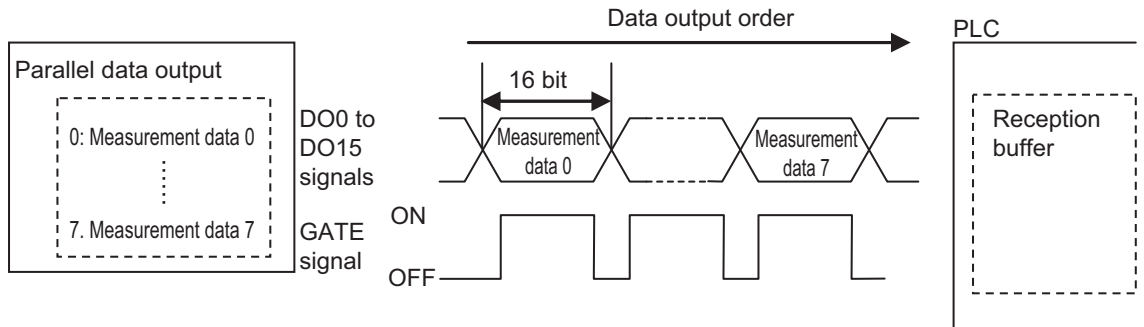 Data output order
PLC
Parallel data output
16 bit
0: Measurement data 0
7. Measurement data 7
DO0 to
DO15
signals
Measurement
data 0
Measurement
data 7
Reception
buffer
GATE
signal
ON
OFF